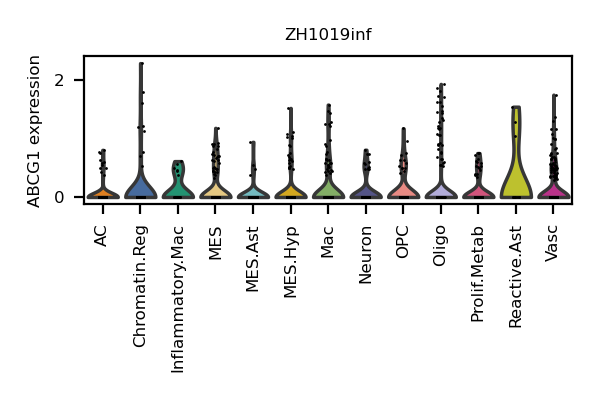 ZH1019inf
ABCG1 expression
2
0
AC
Chromatin.Reg
Inflammatory.Mac
MES
MES.Ast
MES.Hyp
Mac
Neuron
OPC
Oligo
Prolif.Metab
Reactive.Ast
Vasc